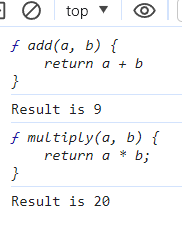 top
f add(a, b) {
return a + b
}
Result is 9
f multiply(a, b) {
return a * b;
}
Result is 20